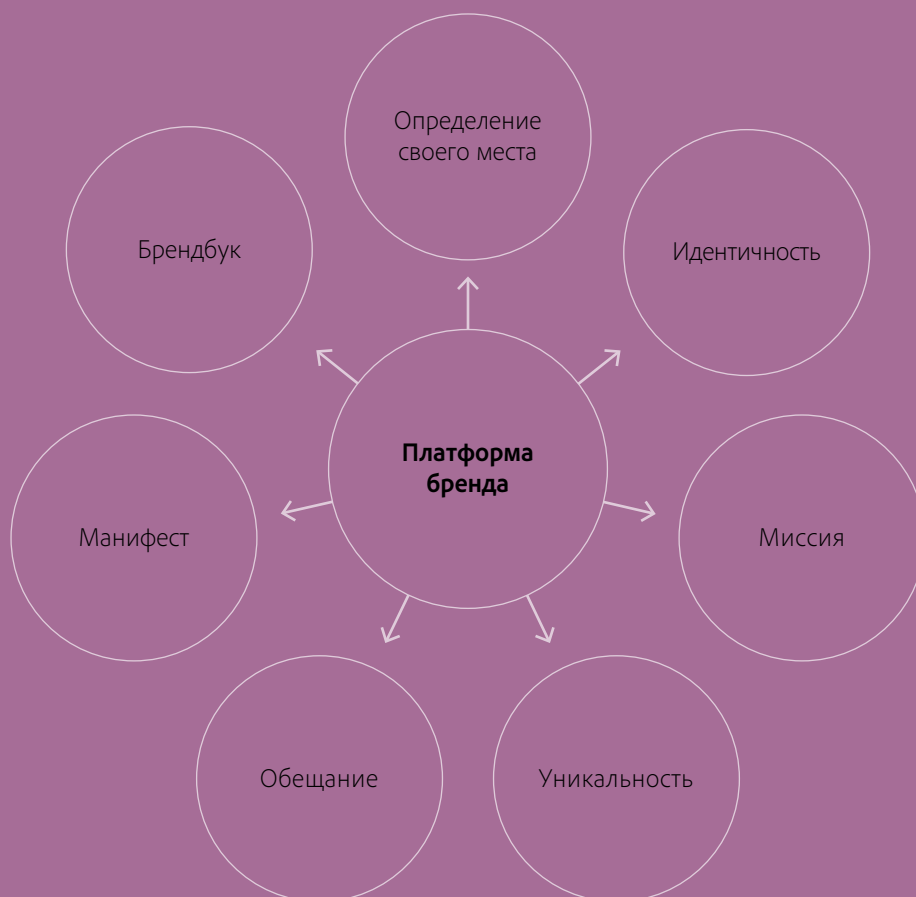 Определение
своего места
Брендбук
Идентичность
Платформа
бренда
Манифест
Миссия
Обещание
Уникальность